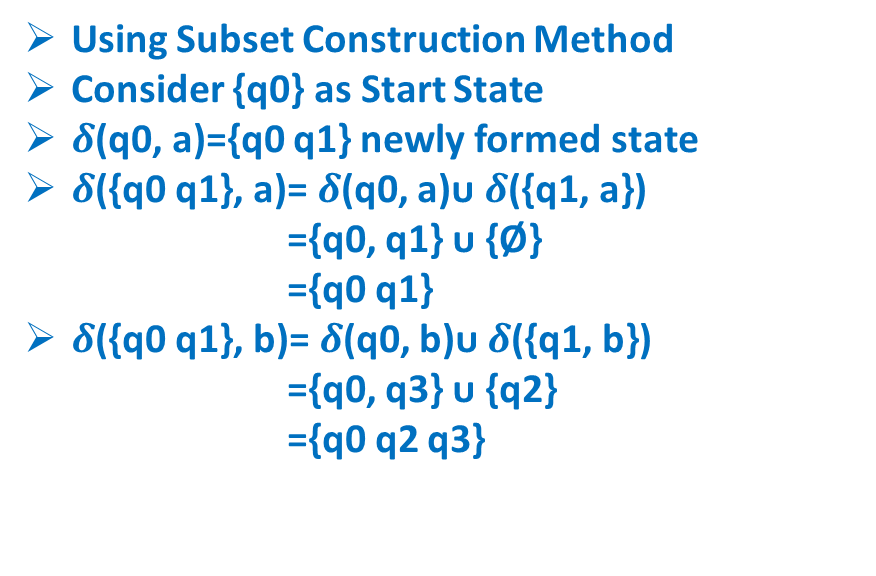 ➢ Using Subset Construction Method
➢ Consider {q0} as Start State
➢ 𝜹(q0, a)={q0 q1} newly formed state
➢ 𝜹({q0 q1}, a)= 𝜹(q0, a)∪ 𝜹({q1, a})
={q0, q1} ∪ {Ø}
={q0 q1}
➢ 𝜹({q0 q1}, b)= 𝜹(q0, b)∪ 𝜹({q1, b})
={q0, q3} ∪ {q2}
={q0 q2 q3}